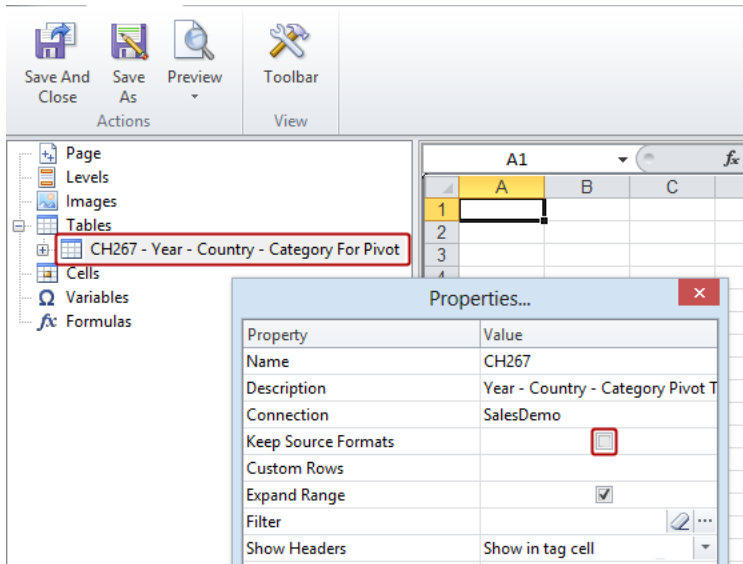 Save And Close
Save As
Preview
Toolbar
Actions
View
Page
Levels
Images
Tables
CH267 - Year - Country - Category For Pivot
Cells
Variables
Formulas
A1
fx
A B C
1
2
3
4
Properties...
Property Value
Name CH267
Description Year - Country - Category Pivot T
Connection SalesDemo
Keep Source Formats
Custom Rows
Expand Range
Filter
Show Headers Show in tag cell